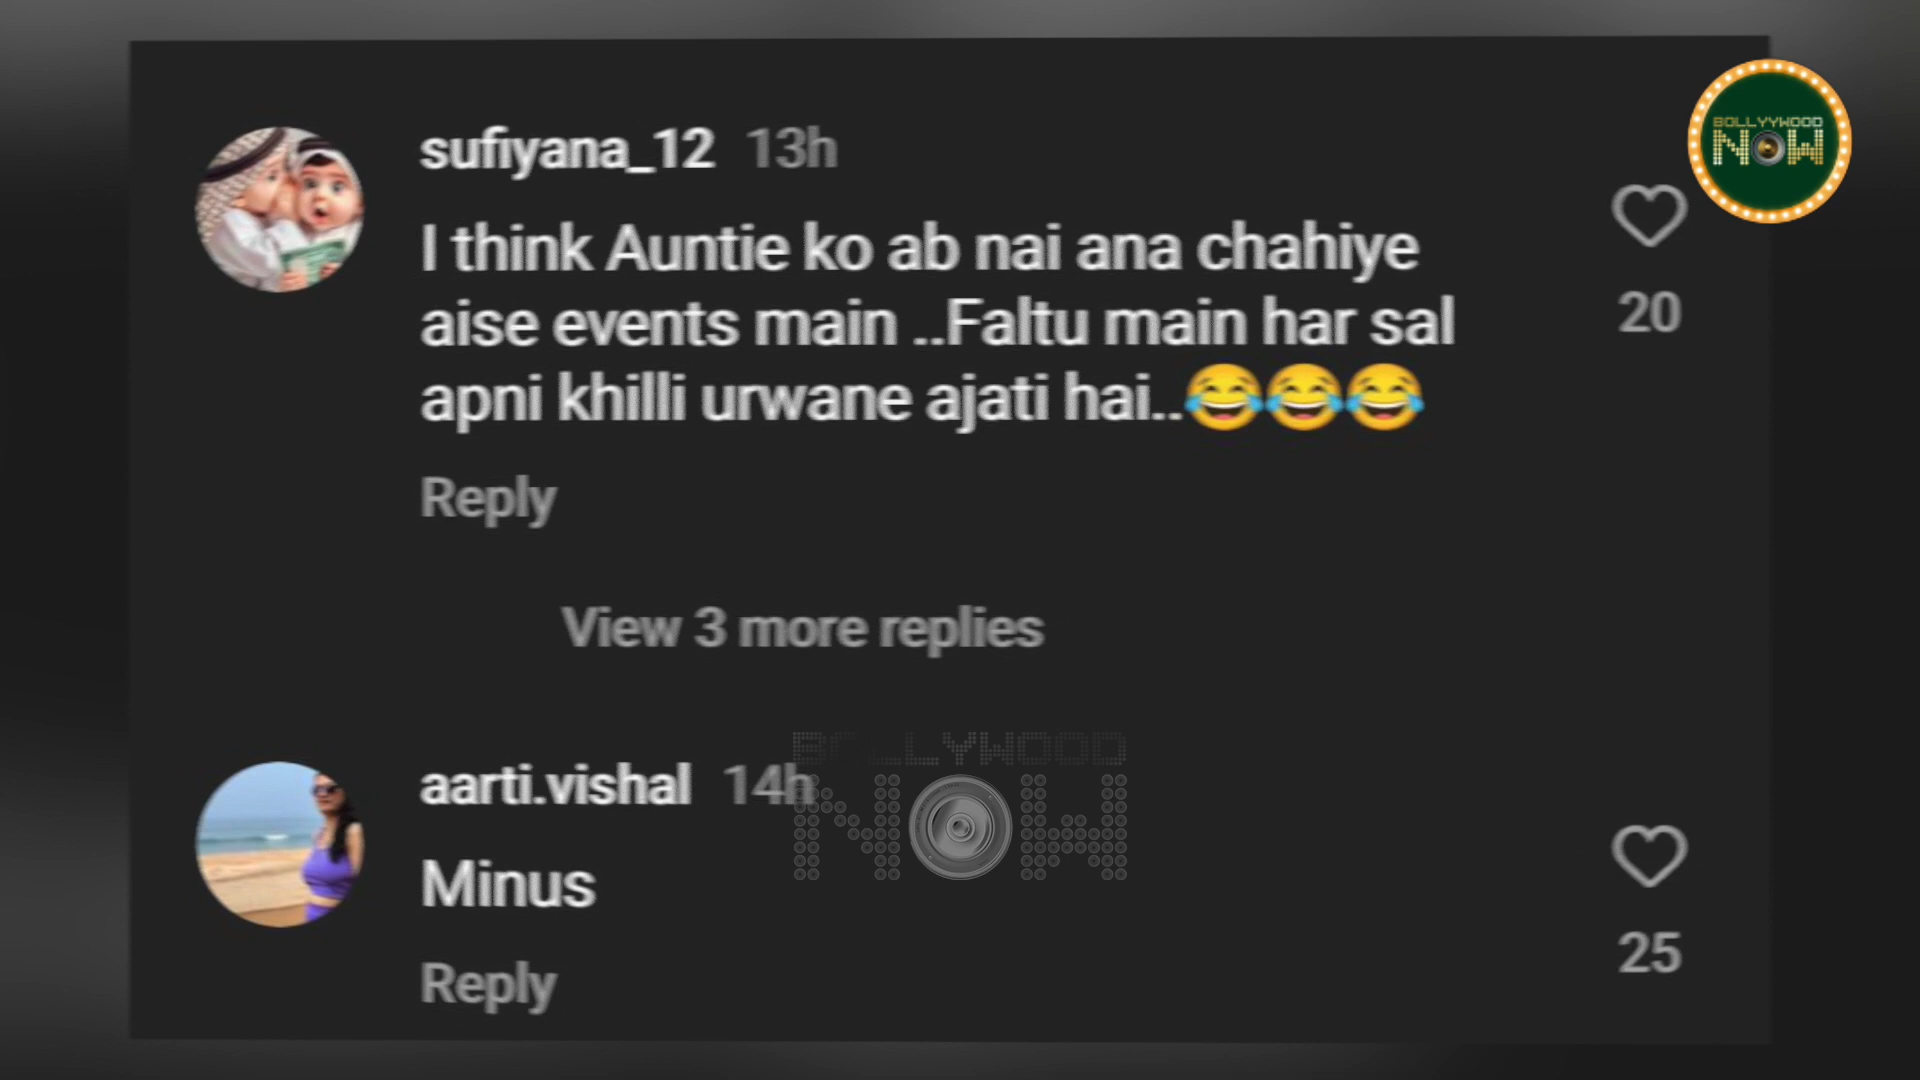 BOLLYYWOOD
NOW
sufiyana_12 13h
I think Auntie ko ab nai ana chahiye
aise events main ..Faltu main har sal
apni khilli urwane ajati hai..😂😂😂
20
Reply
View 3 more replies
BOLLYWOOD
NOW
aarti.vishal 14h
Minus
25
Reply